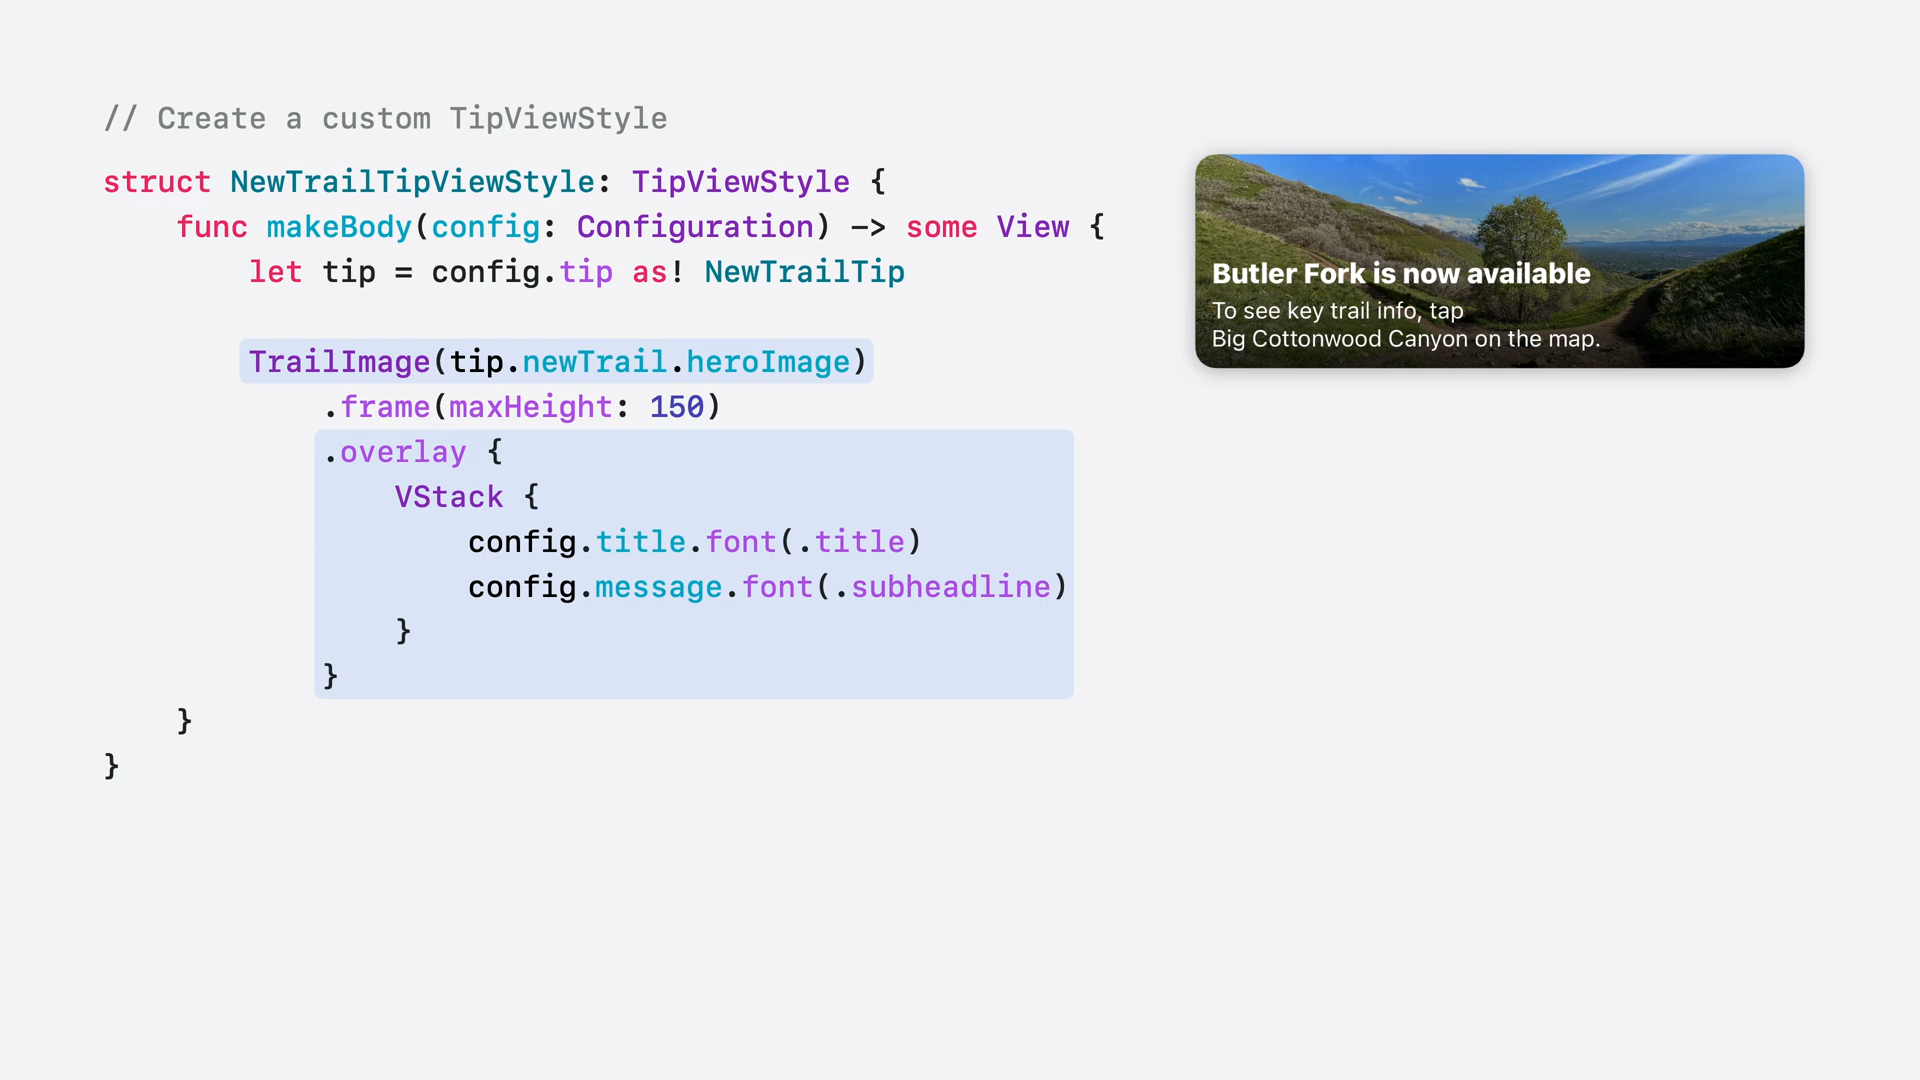 // Create a custom TipViewStyle
struct NewTrailTipViewStyle: TipViewStyle {
    func makeBody(config: Configuration) -> some View {
        let tip = config.tip as! NewTrailTip
        TrailImage(tip.newTrail.heroImage)
            .frame(maxHeight: 150)
            .overlay {
                VStack {
                    config.title.font(.title)
                    config.message.font(.subheadline)
                }
            }
    }
}
Butler Fork is now available
To see key trail info, tap
Big Cottonwood Canyon on the map.